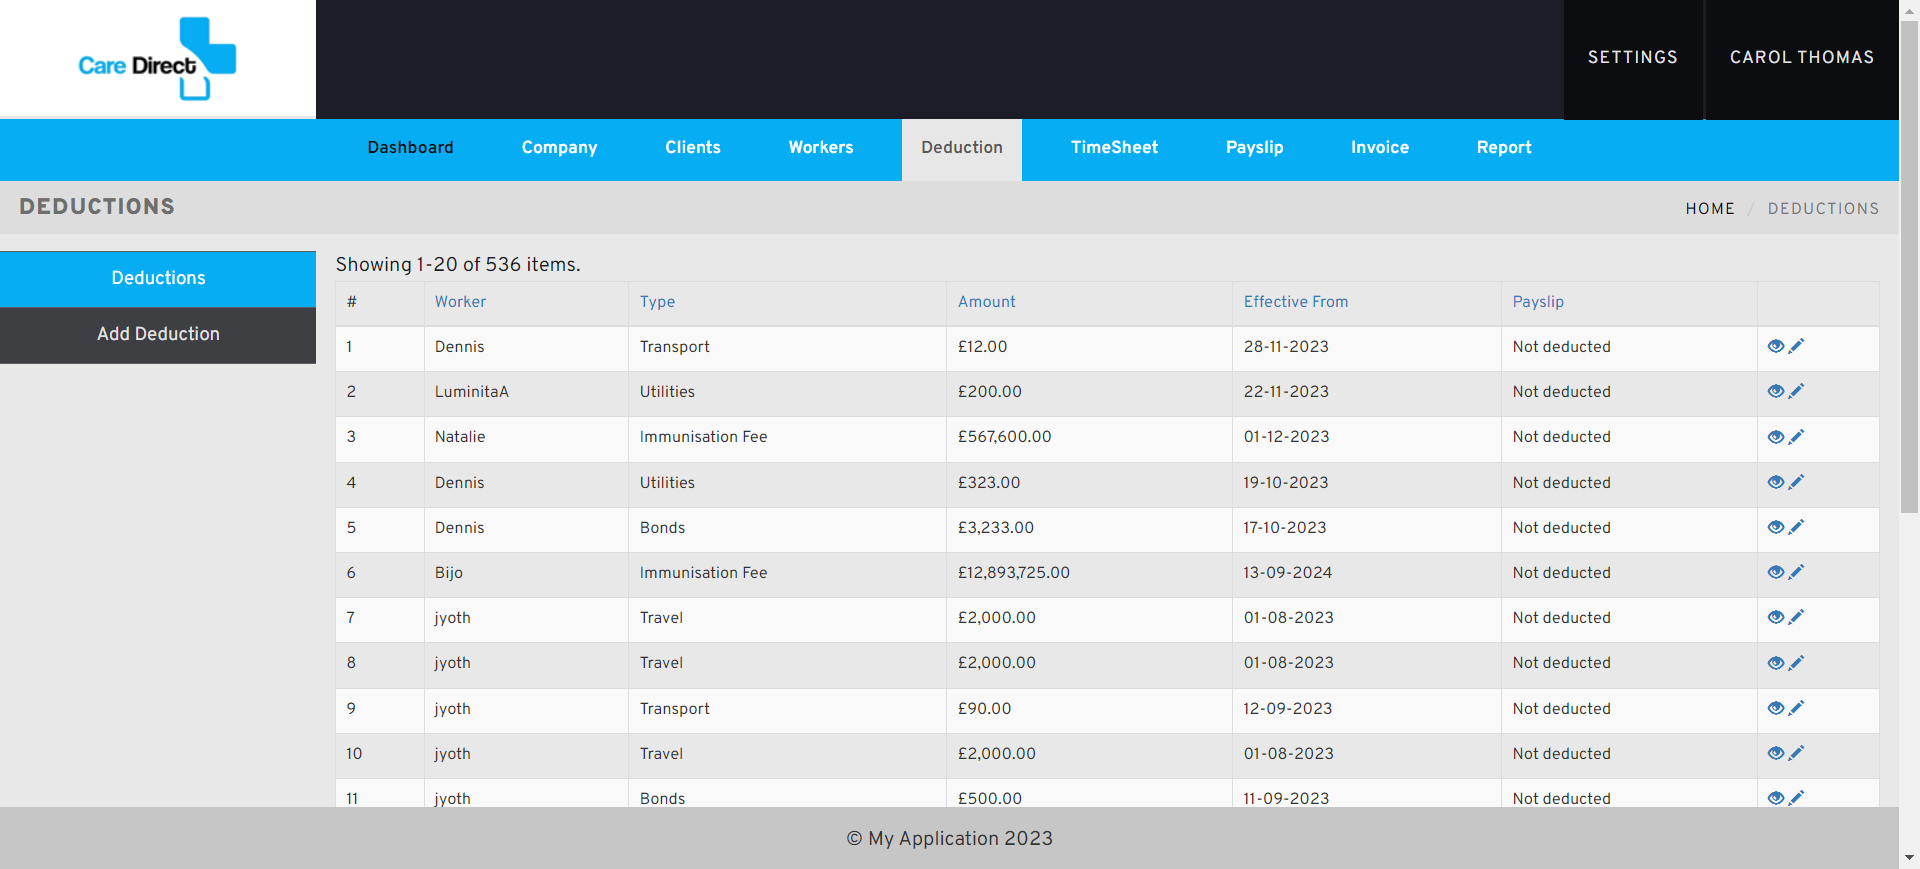 Care Direct
SETTINGS
CAROL THOMAS
Dashboard Company Clients Workers Deduction TimeSheet Payslip Invoice Report
DEDUCTIONS
HOME / DEDUCTIONS
Deductions
Add Deduction
Showing 1-20 of 536 items.
# Worker Type Amount Effective From Payslip
1 Dennis Transport £12.00 28-11-2023 Not deducted
2 LuminitaA Utilities £200.00 22-11-2023 Not deducted
3 Natalie Immunisation Fee £567,600.00 01-12-2023 Not deducted
4 Dennis Utilities £323.00 19-10-2023 Not deducted
5 Dennis Bonds £3,233.00 17-10-2023 Not deducted
6 Bijo Immunisation Fee £12,893,725.00 13-09-2024 Not deducted
7 jyoth Travel £2,000.00 01-08-2023 Not deducted
8 jyoth Travel £2,000.00 01-08-2023 Not deducted
9 jyoth Transport £90.00 12-09-2023 Not deducted
10 jyoth Travel £2,000.00 01-08-2023 Not deducted
11 jyoth Bonds £500.00 11-09-2023 Not deducted
© My Application 2023